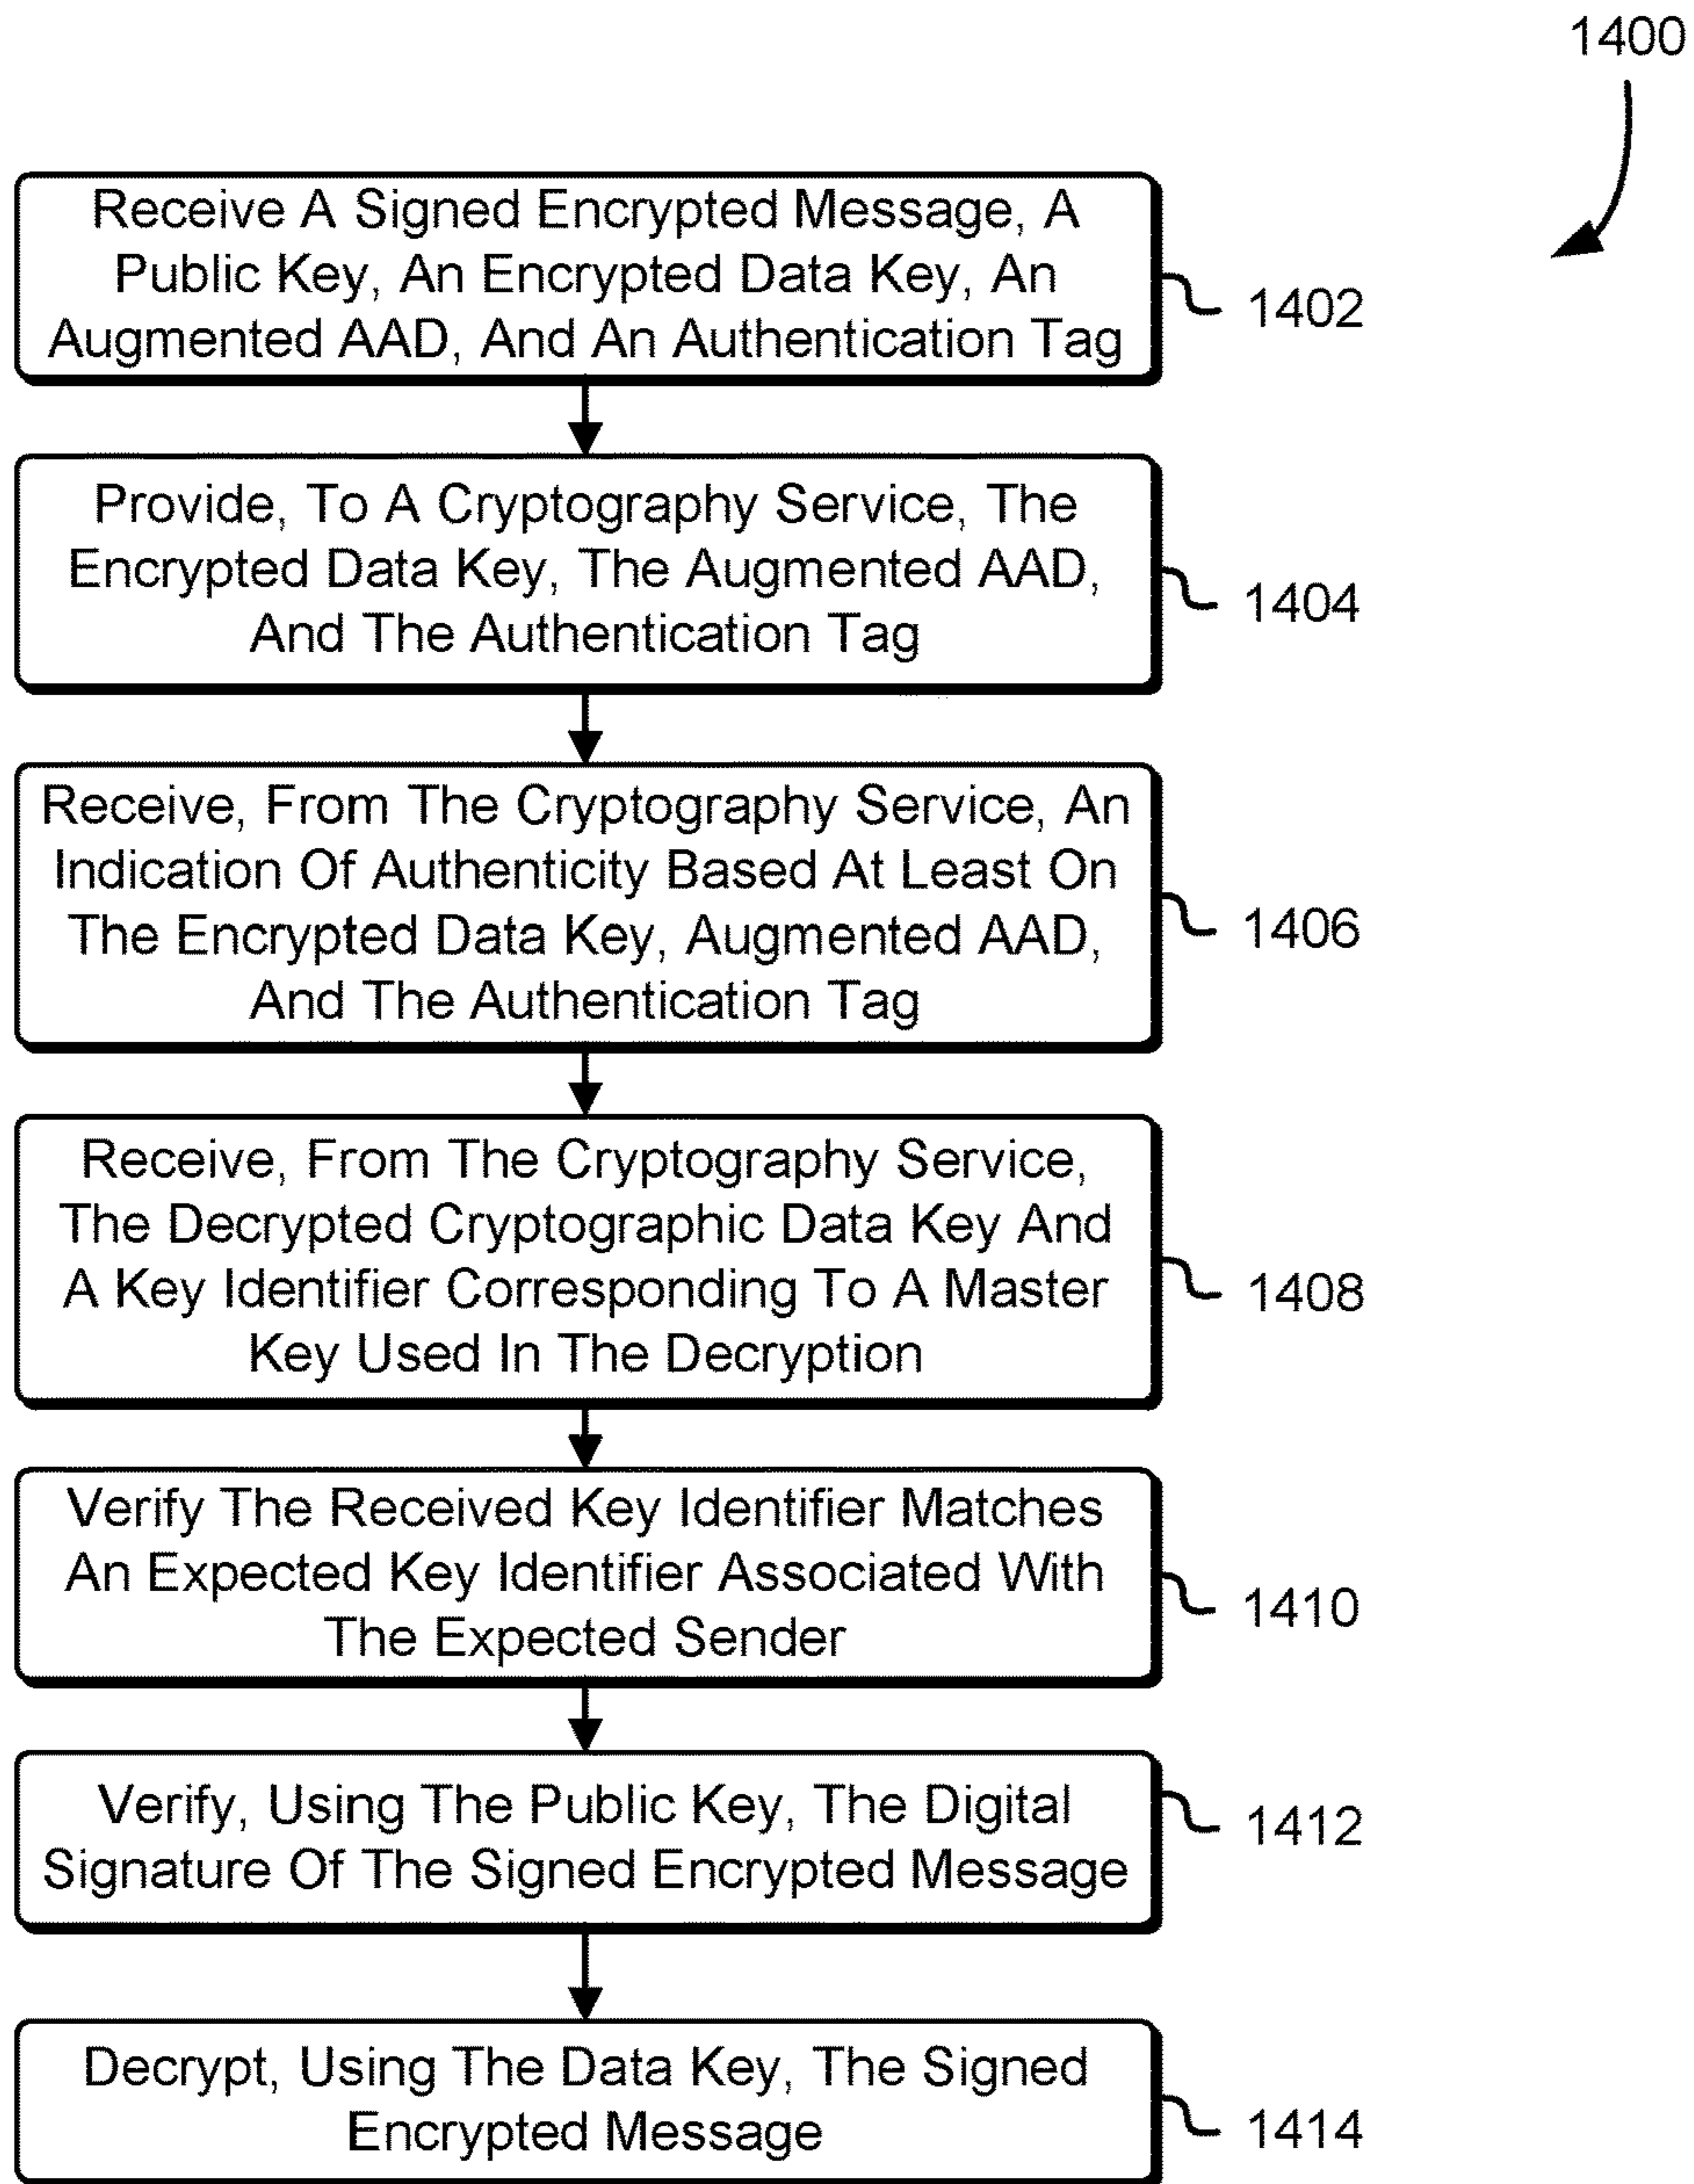 1400
Receive A Signed Encrypted Message, A
Public Key, An Encrypted Data Key, An
Augmented AAD, And An Authentication Tag
1402
Provide, To A Cryptography Service, The
Encrypted Data Key, The Augmented AAD,
And The Authentication Tag
1404
Receive, From The Cryptography Service, An
Indication Of Authenticity Based At Least On
The Encrypted Data Key, Augmented AAD,
And The Authentication Tag
1406
Receive, From The Cryptography Service,
The Decrypted Cryptographic Data Key And
A Key Identifier Corresponding To A Master
Key Used In The Decryption
1408
Verify The Received Key Identifier Matches
An Expected Key Identifier Associated With
The Expected Sender
1410
Verify, Using The Public Key, The Digital
Signature Of The Signed Encrypted Message
1412
Decrypt, Using The Data Key, The Signed
Encrypted Message
1414